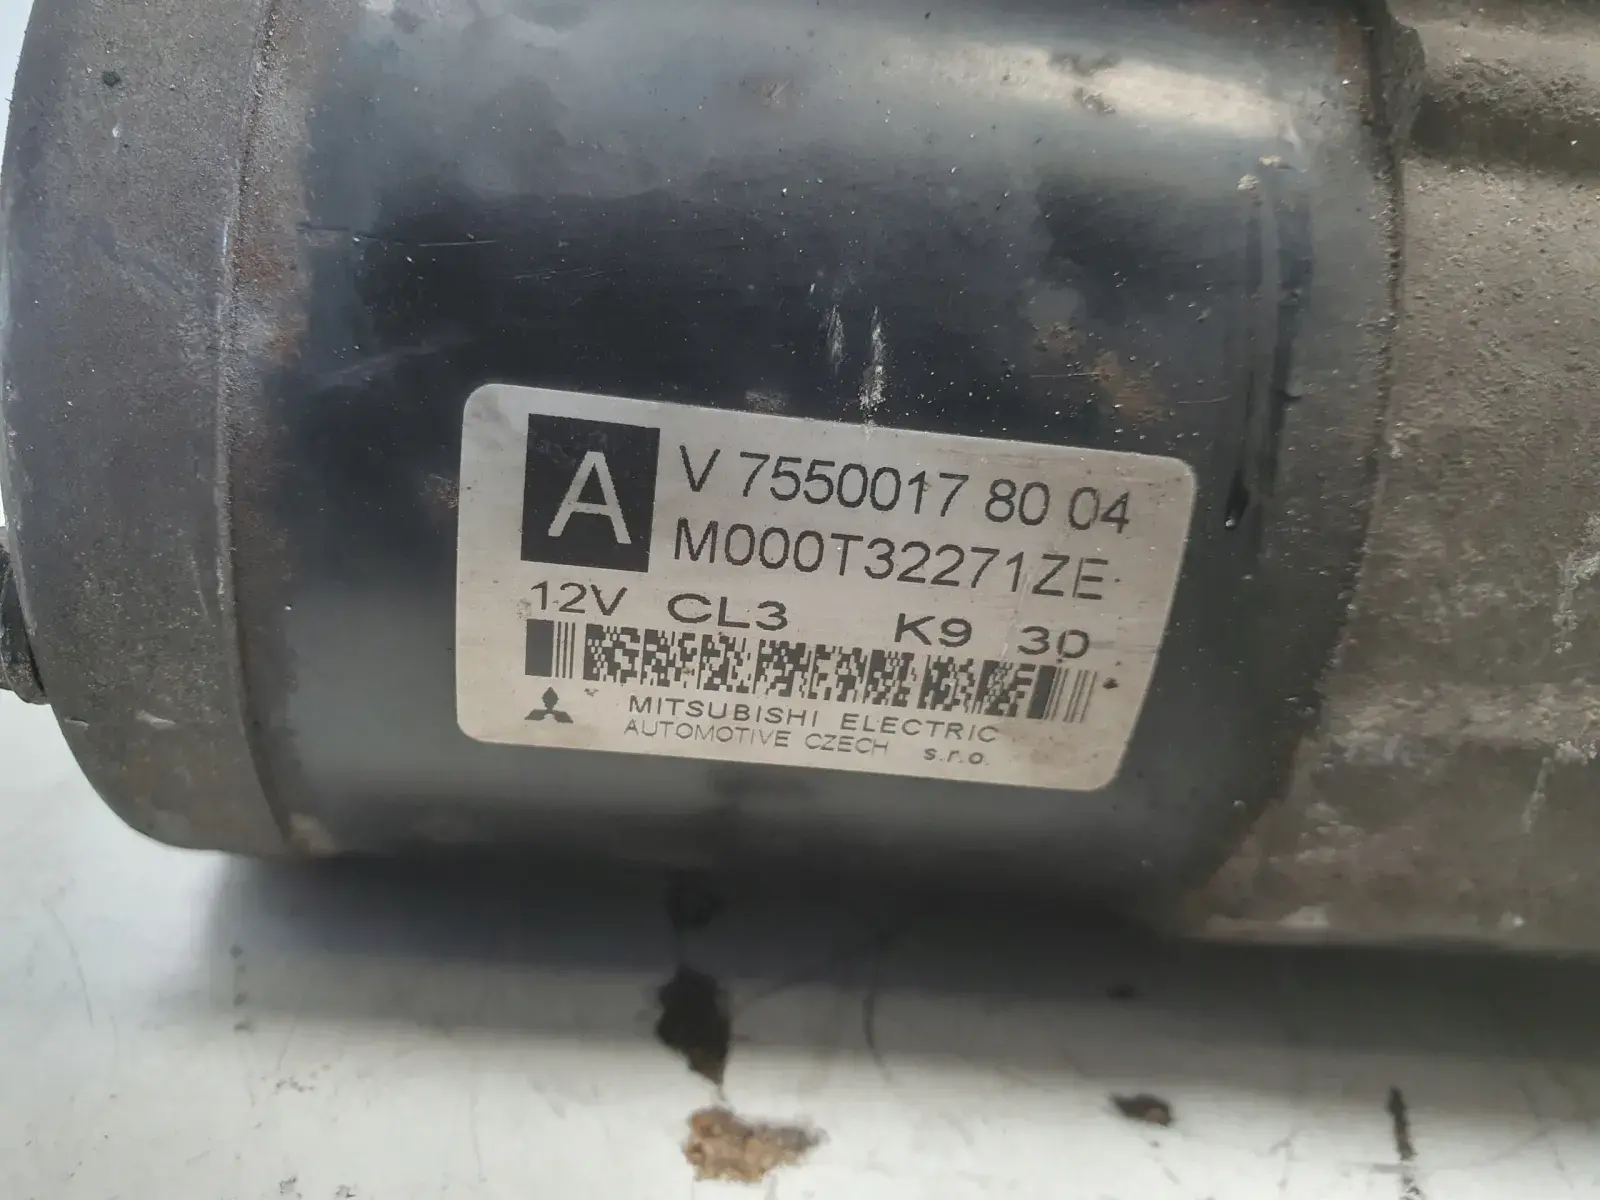 A
V 7550017 80 04
M000T32271ZE
12V CL3 K9 30
MITSUBISHI ELECTRIC
AUTOMOTIVE CZECH s.r.o.